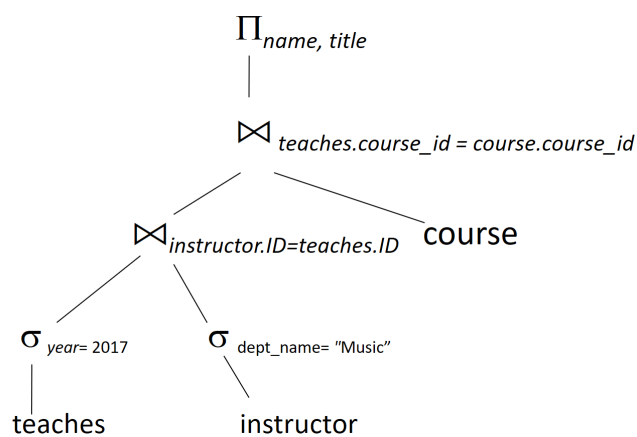 Π name, title
⋈ teaches.course_id = course.course_id
⋈ instructor.ID=teaches.ID
course
σ year= 2017
σ dept_name= "Music”
teaches
instructor